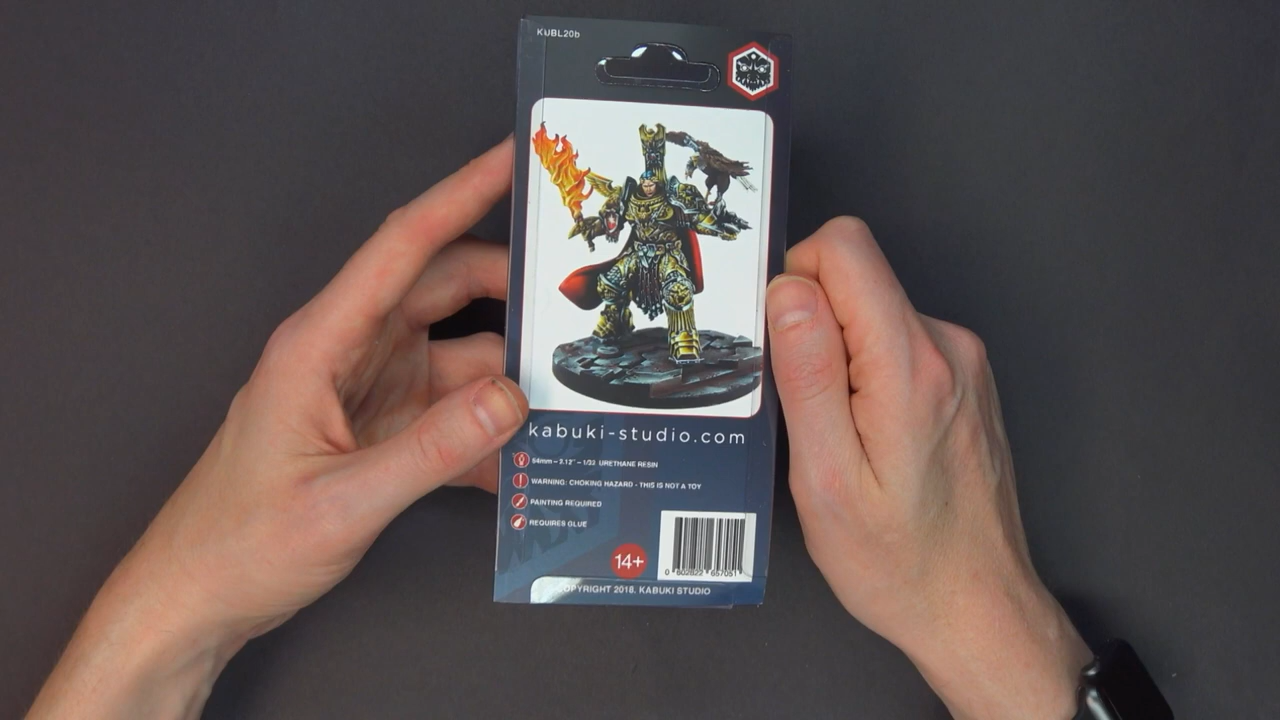 KUBL20b
kabuki-studio.com
54mm – 2.12" – 1/33 URETHANE RESIN
WARNING: CHOKING HAZARD - THIS IS NOT A TOY
PAINTING REQUIRED
REQUIRES GLUE
14+
COPYRIGHT 2018. KABUKI STUDIO